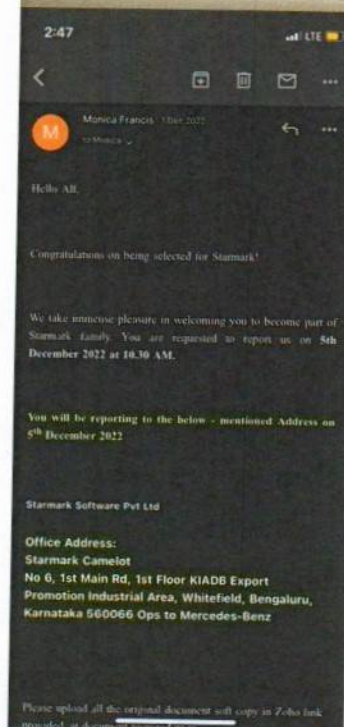 2:47
LTE
M
Monica Francis 1 Dec 2022
to Monica
Hello All,
Congratulations on being selected for Starmark!
We take immense pleasure in welcoming you to become part of
Starmark family. You are requested to report us on 5th
December 2022 at 10.30 AM.
You will be reporting to the below - mentioned Address on
5th December 2022
Starmark Software Pvt Ltd
Office Address:
Starmark Camelot
No 6, 1st Main Rd, 1st Floor KIADB Export
Promotion Industrial Area, Whitefield, Bengaluru,
Karnataka 560066 Ops to Mercedes-Benz
Please upload all the original document soft copy in Zoho link